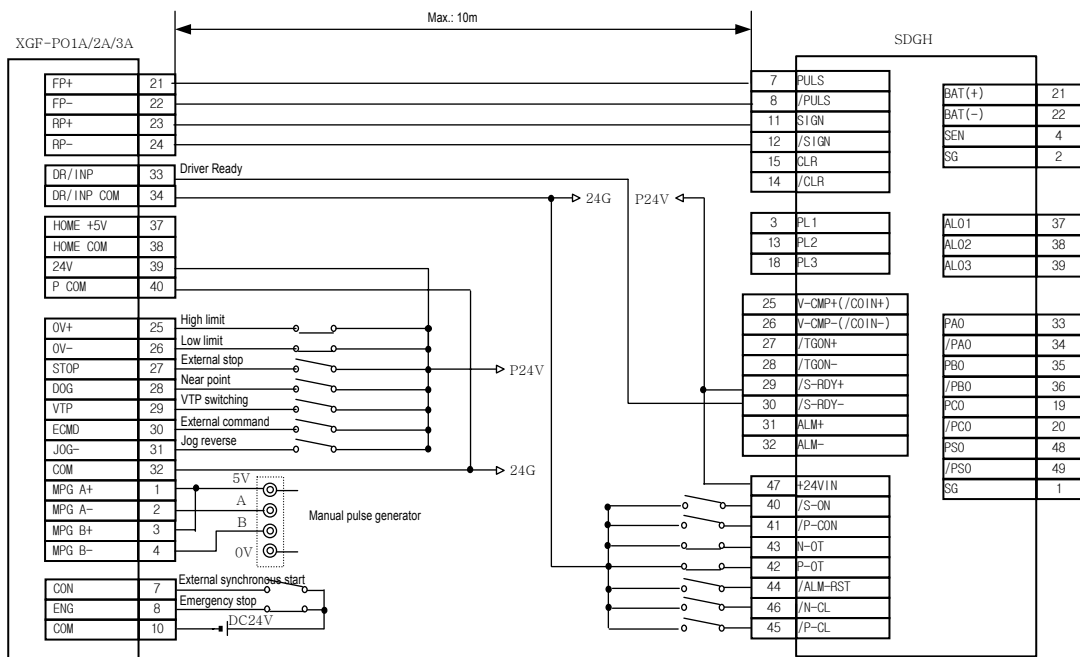 Max.: 10m
XGF-PO1A/2A/3A
SDGH
FP+ 21
FP- 22
RP+ 23
RP- 24
DR/INP 33 Driver Ready
DR/INP COM 34
HOME +5V 37
HOME COM 38
24V 39
P COM 40
0V+ 25 High limit
0V- 26 Low limit
STOP 27 External stop
DOG 28 Near point
VTP 29 VTP switching
ECMD 30 External command
JOG- 31 Jog reverse
COM 32
MPG A+ 1
MPG A- 2
MPG B+ 3
MPG B- 4
CON 7 External synchronous start
ENG 8 Emergency stop
COM 10
DC24V
24G
P24V
P24V
24G
5V
A
B
0V
Manual pulse generator
7 PULS
8 /PULS
11 SIGN
12 /SIGN
15 CLR
14 /CLR
3 PL1
13 PL2
18 PL3
25 V-CMP+(/COIN+)
26 V-CMP-(/COIN-)
27 /TGON+
28 /TGON-
29 /S-RDY+
30 /S-RDY-
31 ALM+
32 ALM-
47 +24VIN
40 /S-ON
41 /P-CON
43 N-OT
42 P-OT
44 /ALM-RST
46 /N-CL
45 /P-CL
BAT(+) 21
BAT(-) 22
SEN 4
SG 2
ALO1 37
ALO2 38
ALO3 39
PAO 33
/PAO 34
PBO 35
/PBO 36
PCO 19
/PCO 20
PSO 48
/PSO 49
SG 1